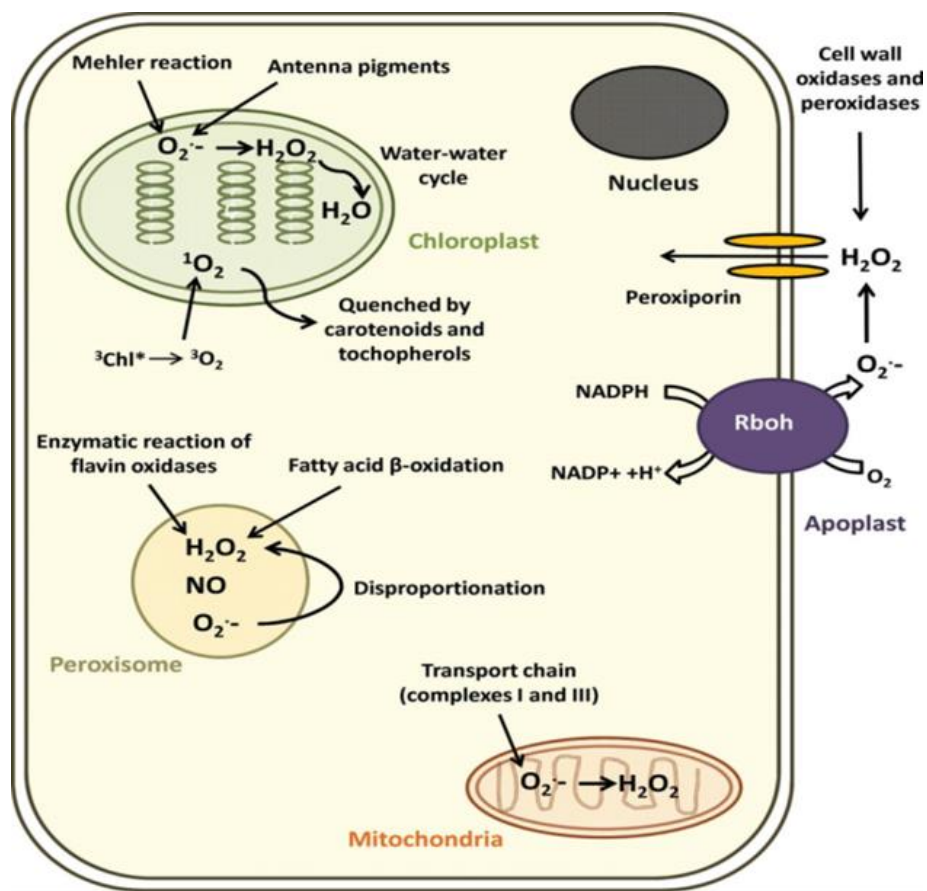 Mehler reaction
Antenna pigments
O₂·- → H₂O₂
Water-water
cycle
H₂O
Chloroplast
¹O₂
Quenched by
carotenoids and
tochopherols
³Chl* → ³O₂
Nucleus
Cell wall
oxidases and
peroxidases
H₂O₂
Peroxiporin
O₂·-
NADPH
Rboh
NADP+ +H⁺
O₂
Apoplast
Enzymatic reaction of
flavin oxidases
Fatty acid β-oxidation
H₂O₂
NO
Disproportionation
O₂·-
Peroxisome
Transport chain
(complexes I and III)
O₂·- → H₂O₂
Mitochondria